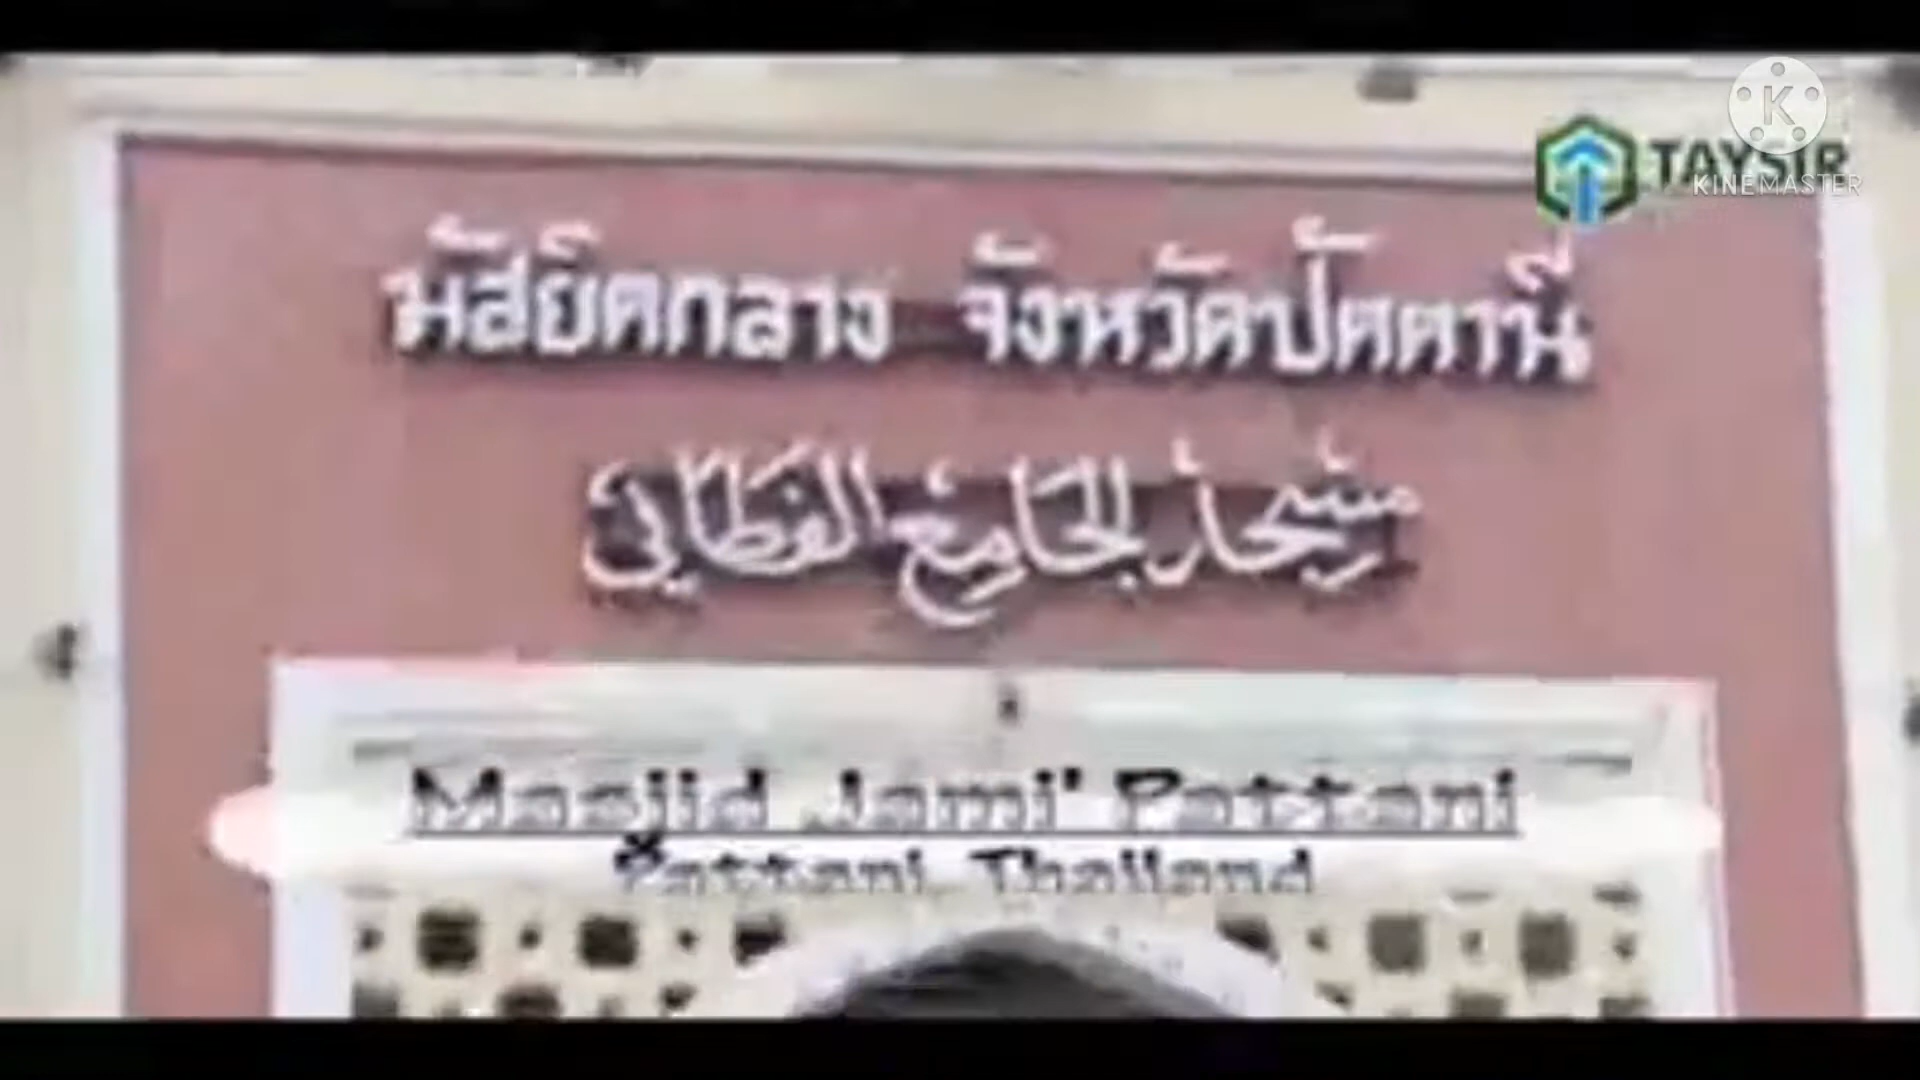 TAYSIR
KINEMASTER
มัสยิดกลาง จังหวัดปัตตานี
مسجد الجامع الفطاني
Masjid Jami' Pattani
Pattani, Thailand